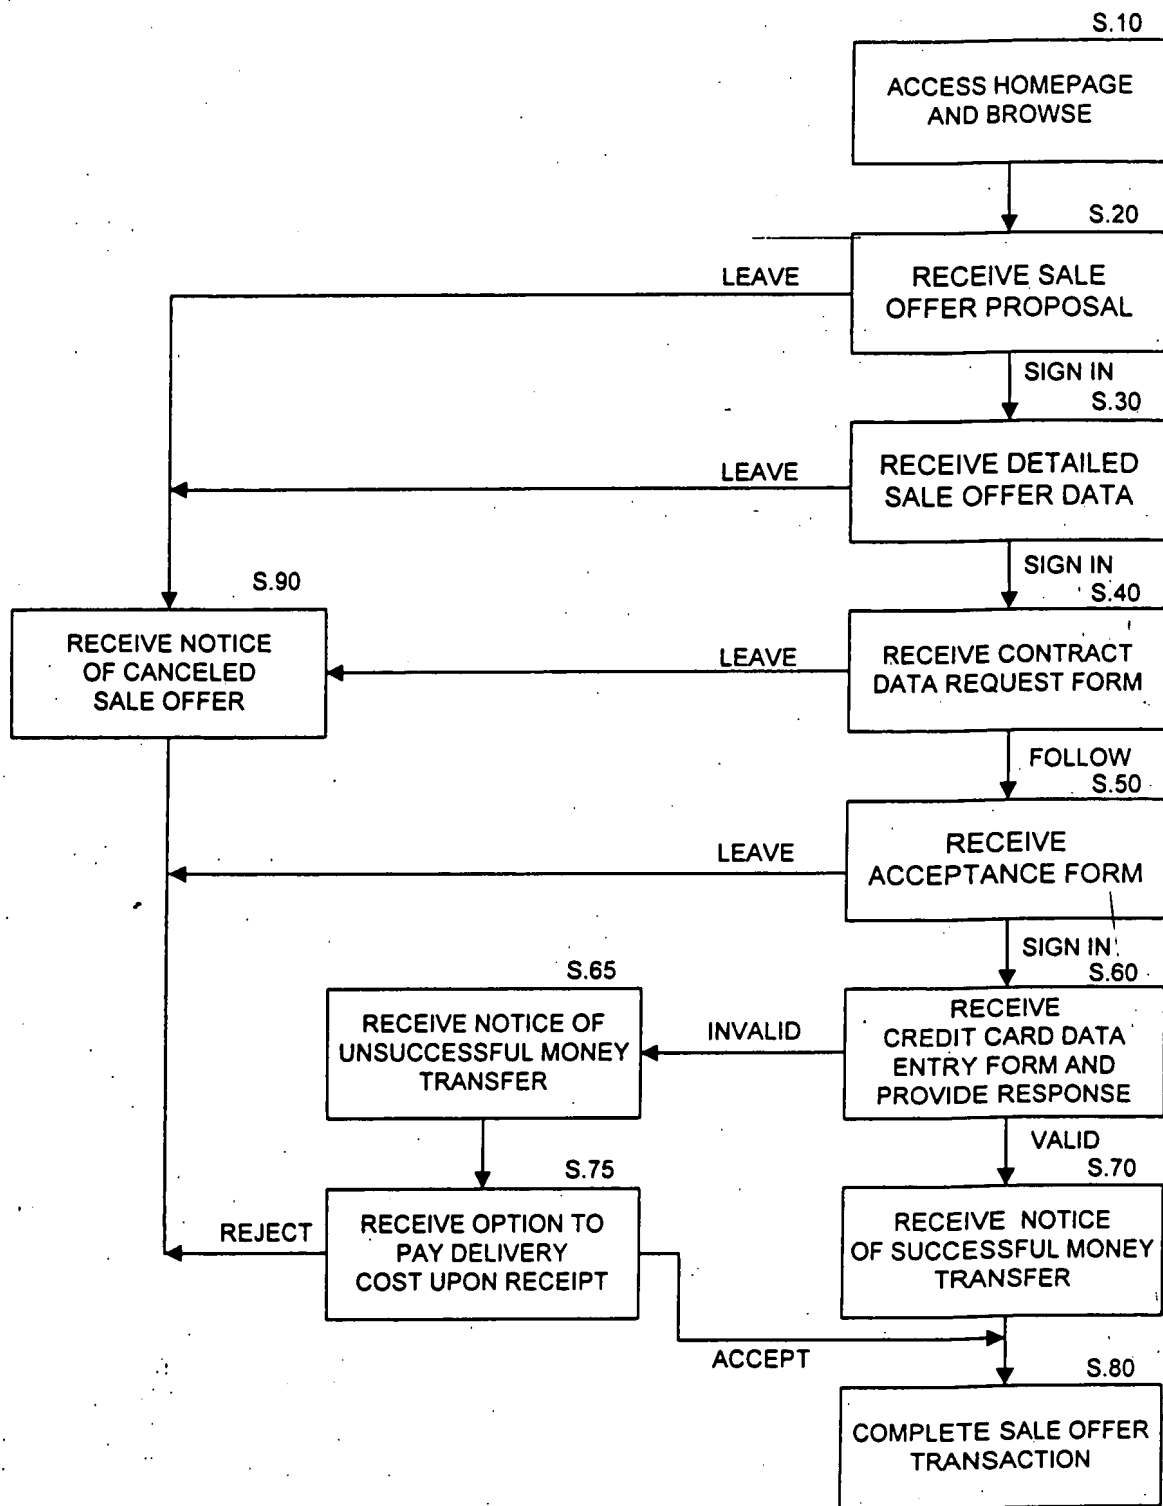 S.10
ACCESS HOMEPAGE
AND BROWSE
S.20
RECEIVE SALE
OFFER PROPOSAL
LEAVE
SIGN IN
S.30
RECEIVE DETAILED
SALE OFFER DATA
LEAVE
SIGN IN
S.40
RECEIVE CONTRACT
DATA REQUEST FORM
LEAVE
S.90
RECEIVE NOTICE
OF CANCELED
SALE OFFER
FOLLOW
S.50
RECEIVE
ACCEPTANCE FORM
LEAVE
SIGN IN
S.60
RECEIVE
CREDIT CARD DATA
ENTRY FORM AND
PROVIDE RESPONSE
INVALID
S.65
RECEIVE NOTICE OF
UNSUCCESSFUL MONEY
TRANSFER
VALID
S.70
RECEIVE NOTICE
OF SUCCESSFUL MONEY
TRANSFER
S.75
RECEIVE OPTION TO
PAY DELIVERY
COST UPON RECEIPT
REJECT
ACCEPT
S.80
COMPLETE SALE OFFER
TRANSACTION